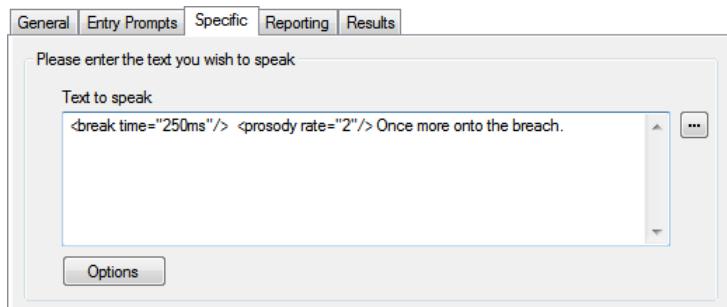 General Entry Prompts Specific Reporting Results
Please enter the text you wish to speak
Text to speak
<break time="250ms"/> <prosody rate="2"/> Once more onto the breach.
...
Options